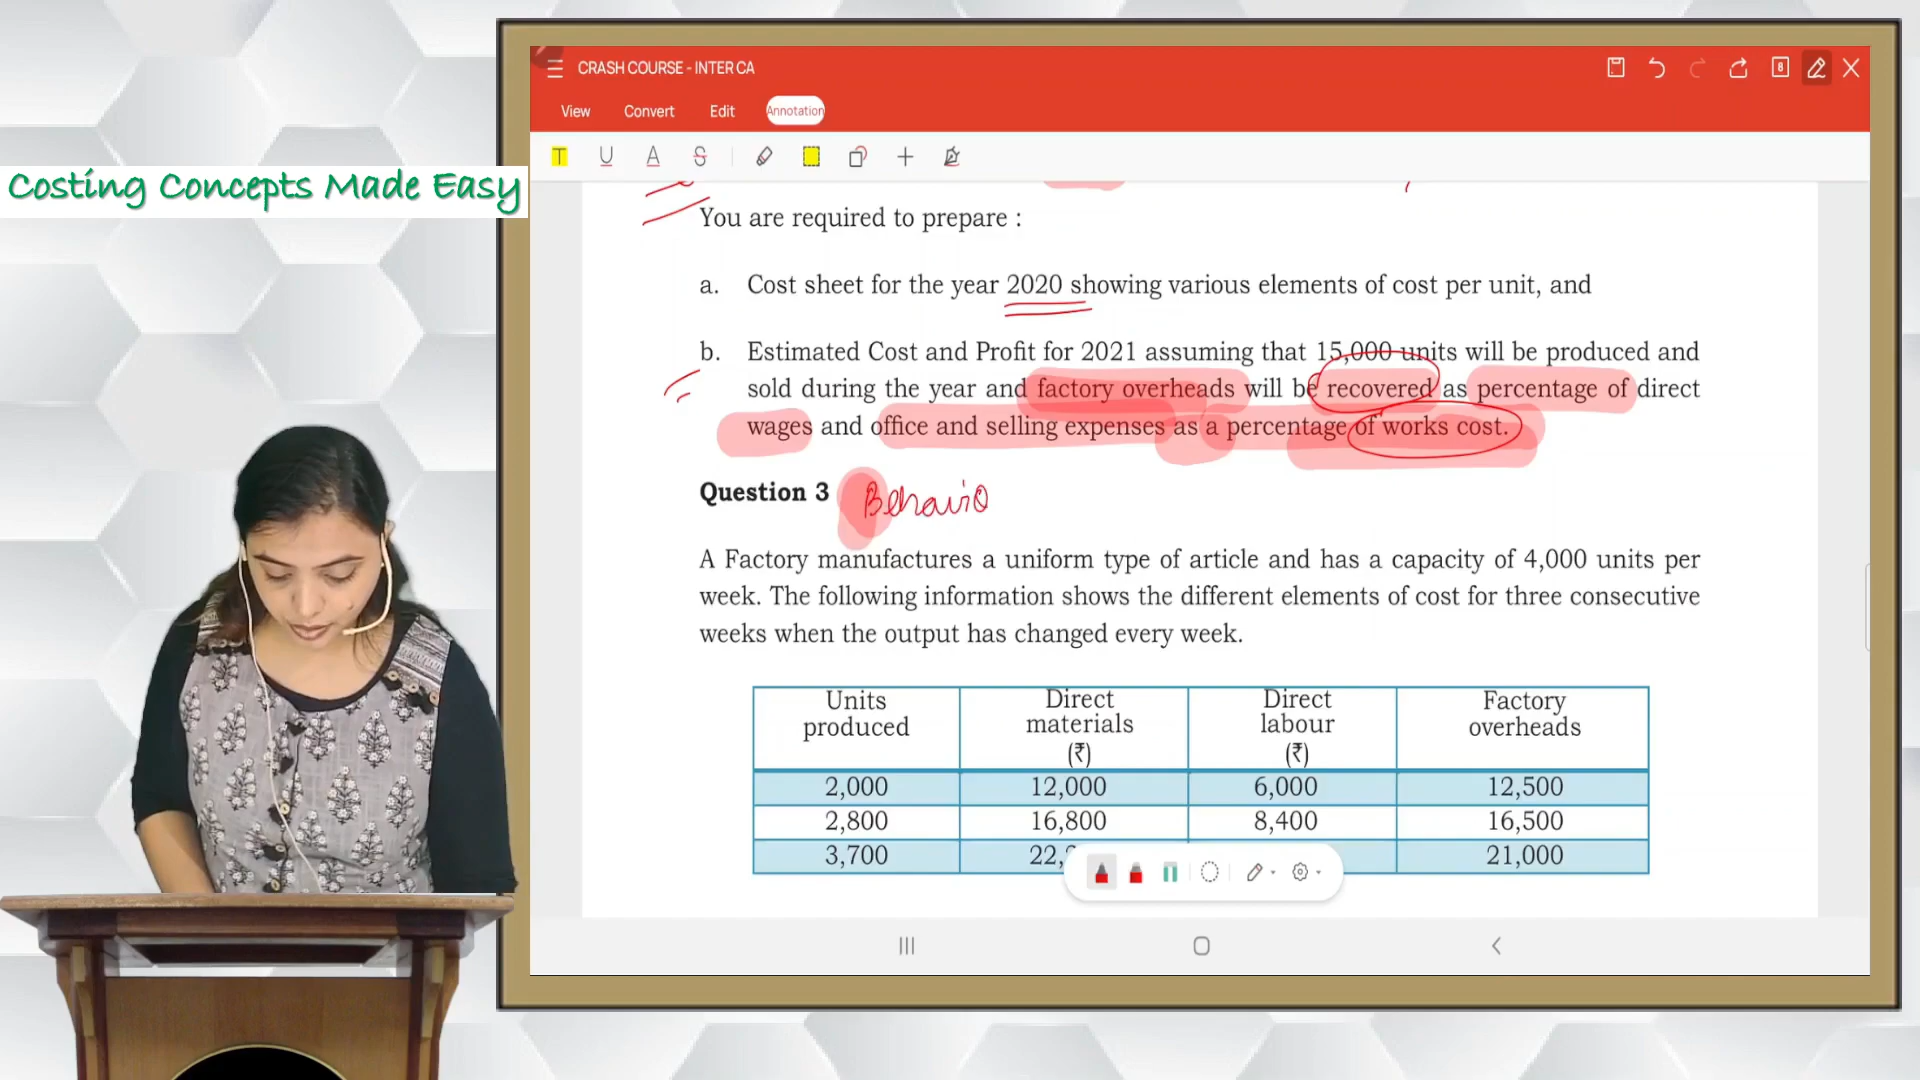 CRASH COURSE - INTER CA
View Convert Edit Annotation
Costing Concepts Made Easy
You are required to prepare :
a. Cost sheet for the year 2020 showing various elements of cost per unit, and
b. Estimated Cost and Profit for 2021 assuming that 15,000 units will be produced and
sold during the year and factory overheads will be recovered as percentage of direct
wages and office and selling expenses as a percentage of works cost.
Question 3 Behavio
A Factory manufactures a uniform type of article and has a capacity of 4,000 units per
week. The following information shows the different elements of cost for three consecutive
weeks when the output has changed every week.
Units produced Direct materials (₹) Direct labour (₹) Factory overheads
2,000 12,000 6,000 12,500
2,800 16,800 8,400 16,500
3,700 22, 21,000